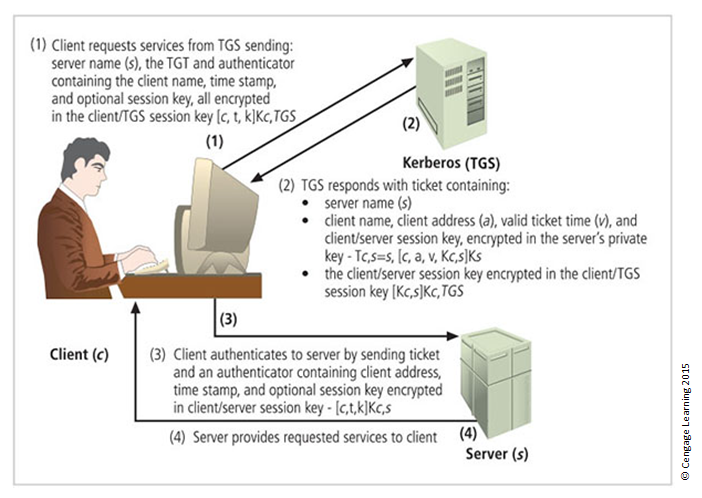 (1) Client requests services from TGS sending:
server name (s), the TGT and authenticator
containing the client name, time stamp,
and optional session key, all encrypted
in the client/TGS session key [c, t, k]Kc,TGS
(1)
(2)
Kerberos (TGS)
(2) TGS responds with ticket containing:
• server name (s)
• client name, client address (a), valid ticket time (v), and
client/server session key, encrypted in the server's private
key - Tc,s=s, [c, a, v, Kc,s]Ks
• the client/server session key encrypted in the client/TGS
session key [Kc,s]Kc,TGS
(3)
Client (c)
(3) Client authenticates to server by sending ticket
and an authenticator containing client address,
time stamp, and optional session key encrypted
in client/server session key - [c,t,k]Kc,s
(4) Server provides requested services to client
(4)
Server (s)
© Cengage Learning 2015